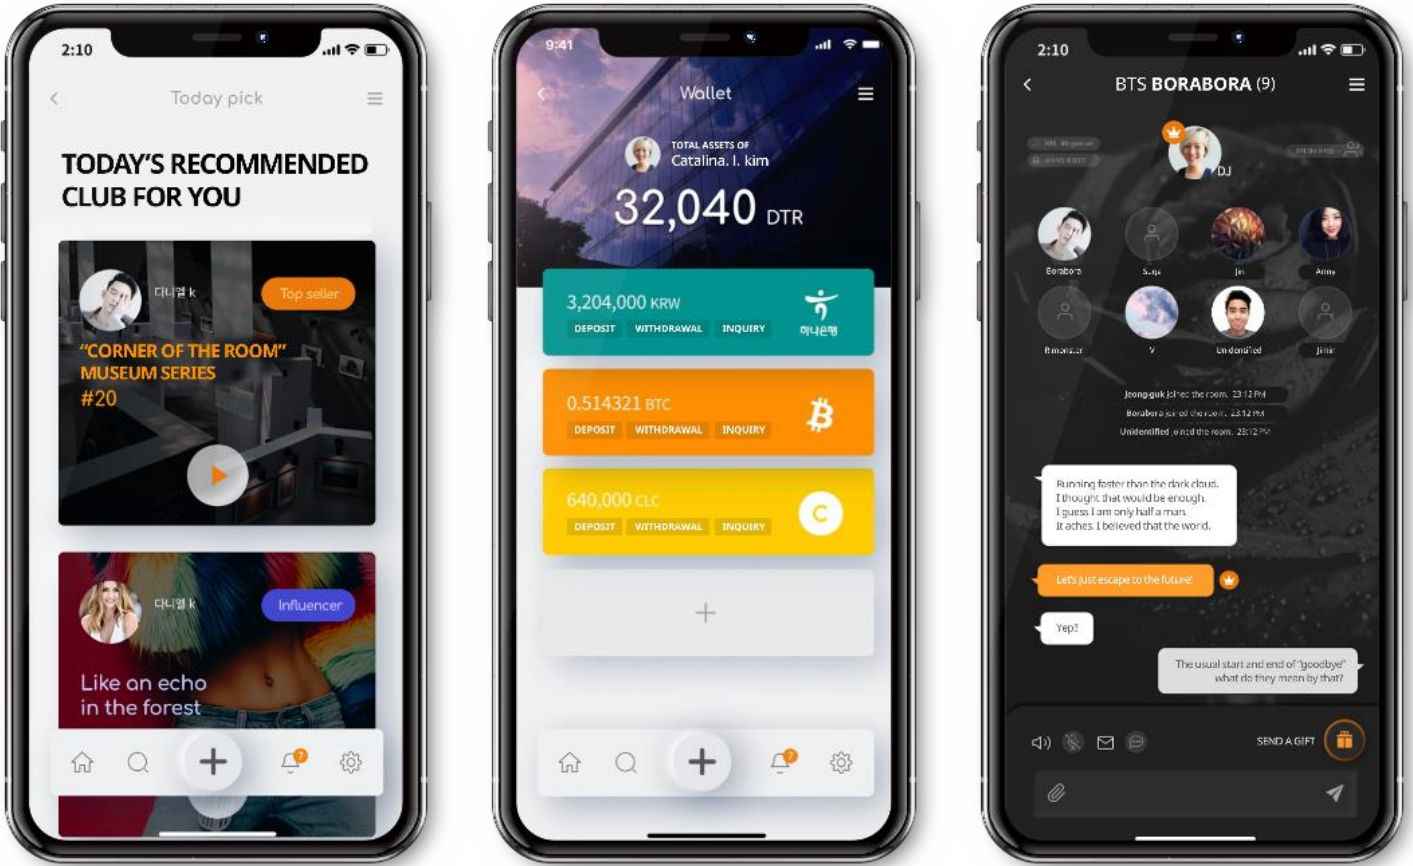 2:10
Today pick
TODAY'S RECOMMENDED
CLUB FOR YOU
다니엘 k
Top seller
"CORNER OF THE ROOM"
MUSEUM SERIES
#20
다니엘 k
Influencer
Like an echo
in the forest
7
9:41
Wallet
TOTAL ASSETS OF
Catalina. I. kim
32,040 DTR
3,204,000 KRW
DEPOSIT WITHDRAWAL INQUIRY
하나은행
0.514321 BTC
DEPOSIT WITHDRAWAL INQUIRY
640,000 CLC
DEPOSIT WITHDRAWAL INQUIRY
C
7
2:10
BTS BORABORA (9)
DJ
Borabora Suga Jin Anny
R monster V Unidentified Jimin
Jeong-guk joined the room. 23:12 PM
Borabora joined the room. 23:12 PM
Unidentified joined the room. 23:12 PM
Running faster than the dark cloud.
I thought that would be enough.
I guess I am only half a man.
It aches. I believed that the world.
Let's just escape to the future!
Yep!!
The usual start and end of "goodbye"
what do they mean by that?
SEND A GIFT